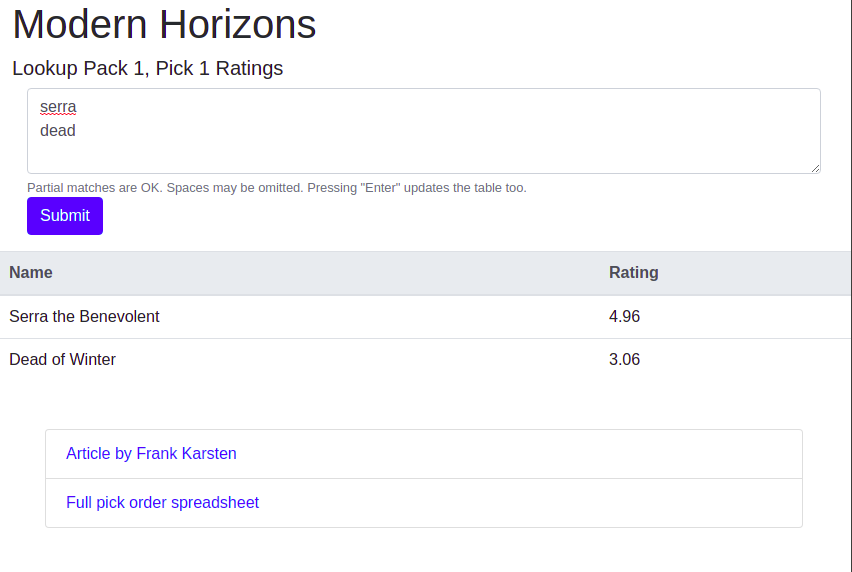 Modern Horizons
Lookup Pack 1, Pick 1 Ratings
serra
dead
Partial matches are OK. Spaces may be omitted. Pressing "Enter" updates the table too.
Submit
Name Rating
Serra the Benevolent 4.96
Dead of Winter 3.06
Article by Frank Karsten
Full pick order spreadsheet